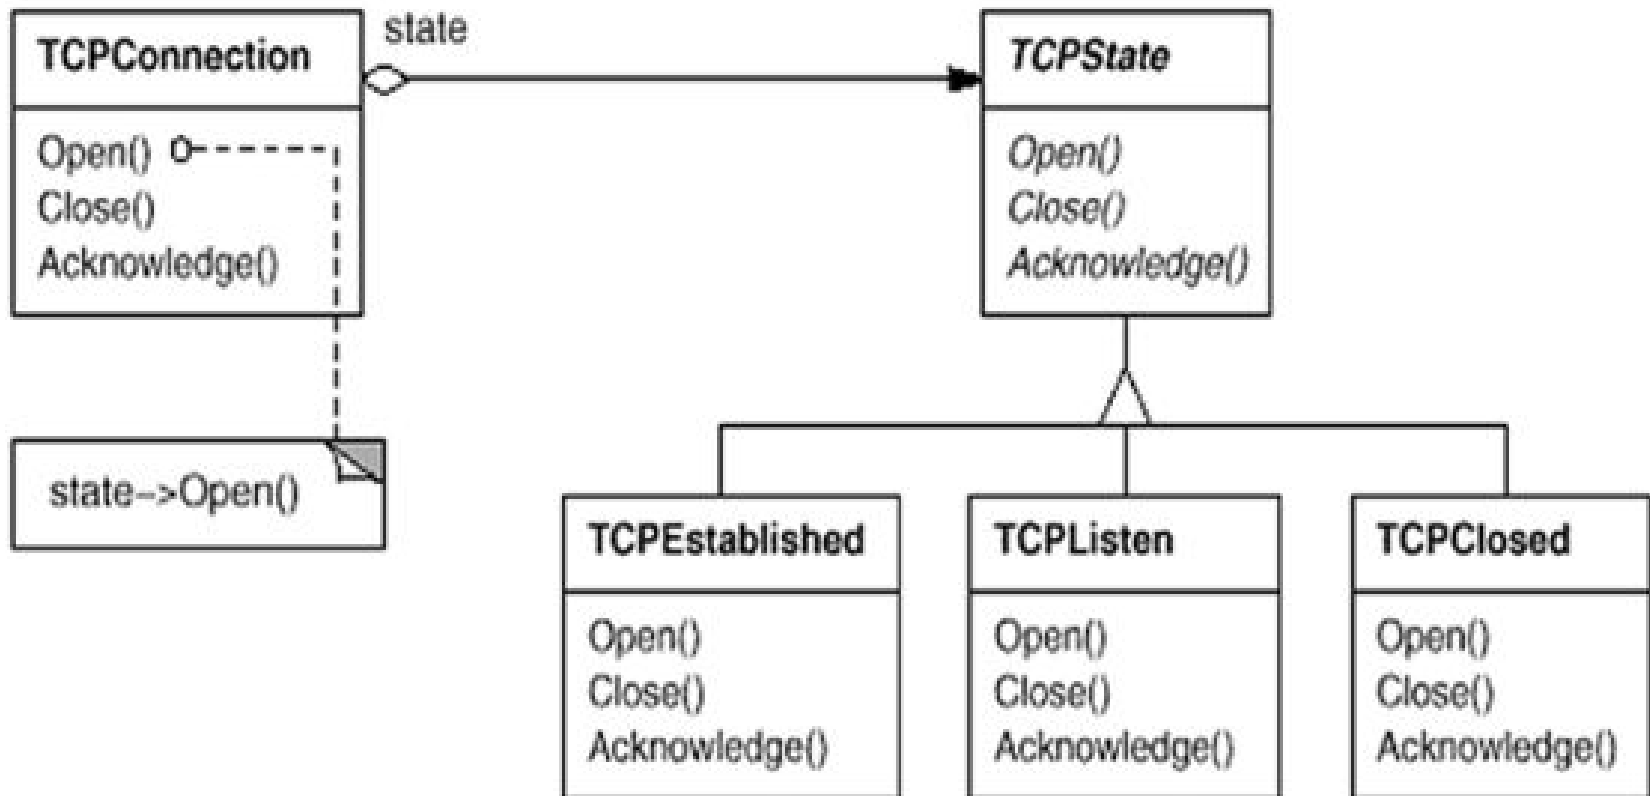 TCPConnection
Open()
Close()
Acknowledge()
state
TCPState
Open()
Close()
Acknowledge()
state–>Open()
TCPEstablished
Open()
Close()
Acknowledge()
TCPListen
Open()
Close()
Acknowledge()
TCPClosed
Open()
Close()
Acknowledge()